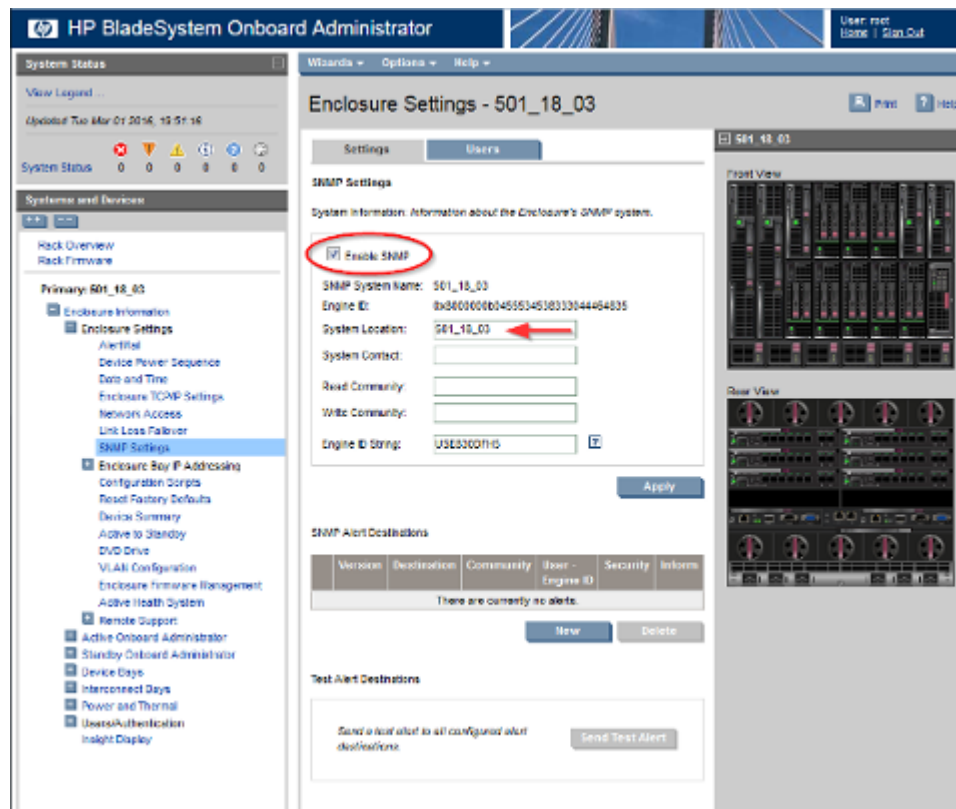 HP BladeSystem Onboard Administrator
User: root
Home | Sign Out
System Status
View Legend ...
Updated Tue Mar 01 2016, 19:51:16
System Status 0 0 0 0 0 0
Systems and Devices
Rack Overview
Rack Firmware
Primary: 501_18_03
Enclosure Information
Enclosure Settings
AlertMail
Device Power Sequence
Date and Time
Enclosure TCP/IP Settings
Network Access
Link Loss Failover
SNMP Settings
Enclosure Bay IP Addressing
Configuration Scripts
Reset Factory Defaults
Device Summary
Active to Standby
DVD Drive
VLAN Configuration
Enclosure Firmware Management
Active Health System
Remote Support
Active Onboard Administrator
Standby Onboard Administrator
Device Bays
Interconnect Bays
Power and Thermal
Users/Authentication
Insight Display
Wizards Options Help
Enclosure Settings - 501_18_03
Print Help
Settings Users
SNMP Settings
System Information: Information about the Enclosure's SNMP system.
Enable SNMP
SNMP System Name: 501_18_03
Engine ID:
System Location: 501_18_03
System Contact:
Read Community:
Write Community:
Engine ID String:
Apply
SNMP Alert Destinations
Version Destination Community User - Engine ID Security Inform
There are currently no alerts.
New Delete
Test Alert Destinations
Send a test alert to all configured alert
destinations.
Send Test Alert
501_18_03
Front View
Rear View